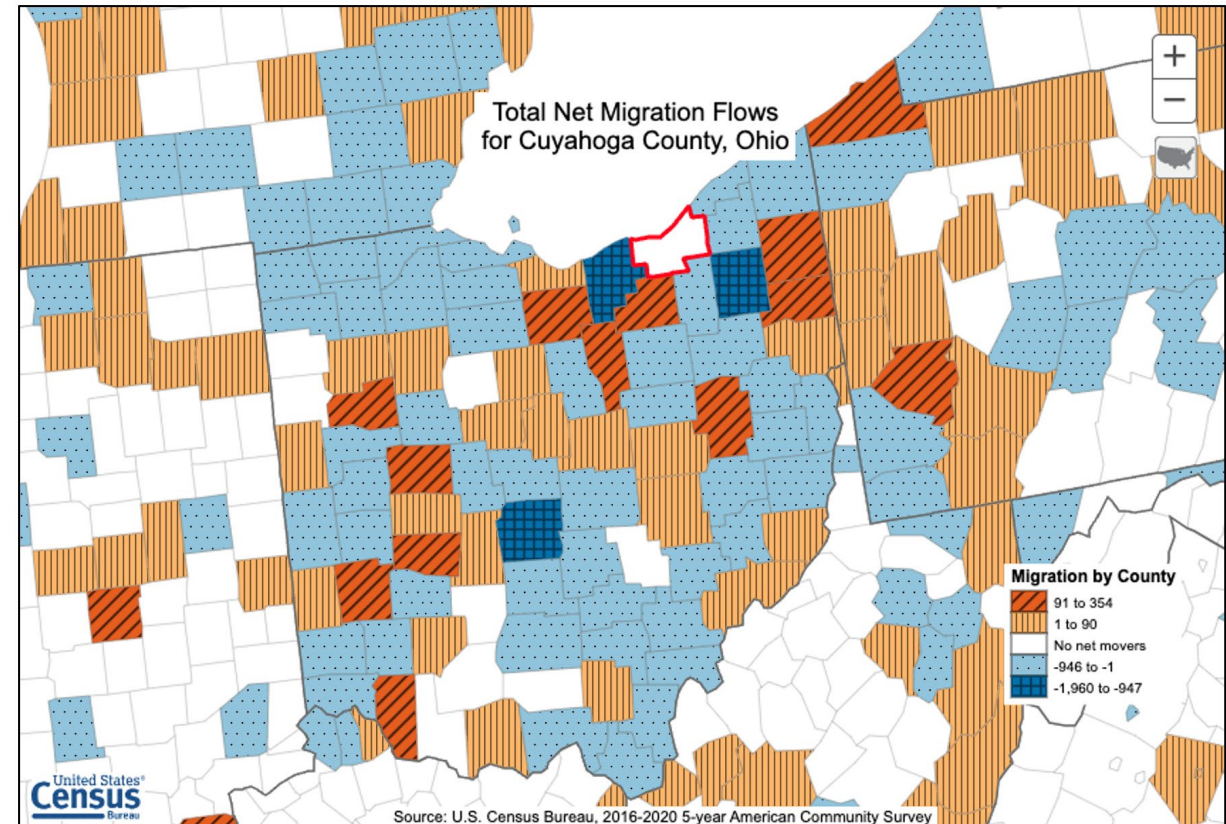 +
−
Total Net Migration Flows
for Cuyahoga County, Ohio
Migration by County
91 to 354
1 to 90
No net movers
-946 to -1
-1,960 to -947
United States®
Census
Bureau
Source: U.S. Census Bureau, 2016-2020 5-year American Community Survey